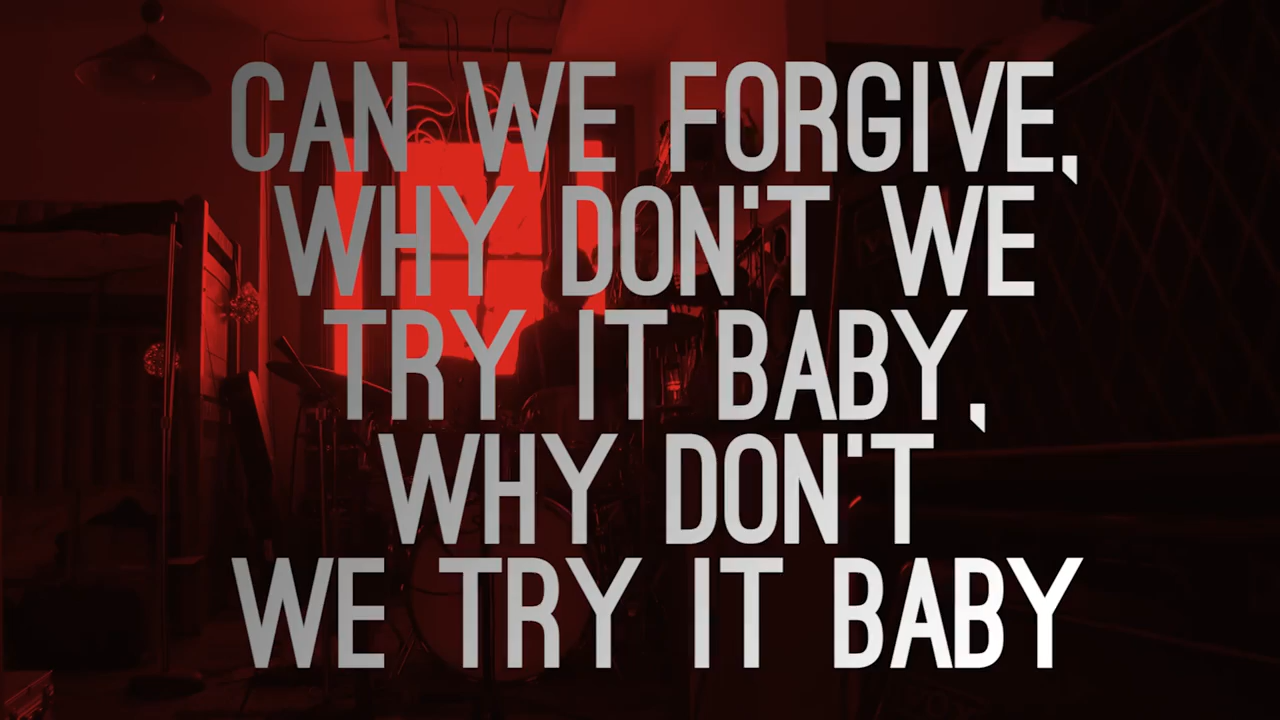 CAN WE FORGIVE,
WHY DON'T WE
TRY IT BABY,
WHY DON'T
WE TRY IT BABY